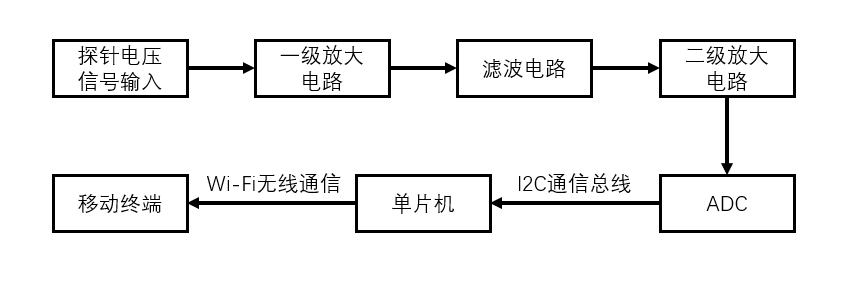 探针电压
信号输入
一级放大
电路
滤波电路
二级放大
电路
ADC
I2C通信总线
单片机
Wi-Fi无线通信
移动终端